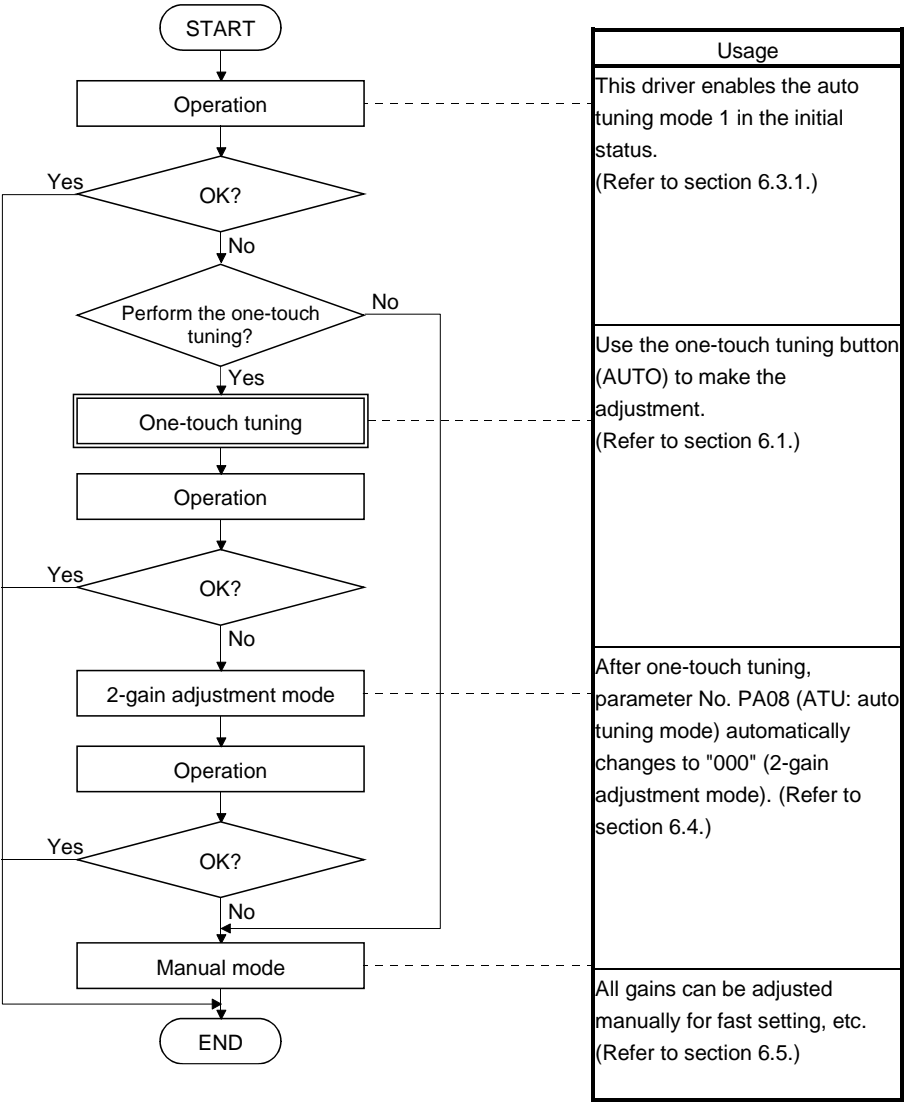 START
Operation
OK?
Yes
No
Perform the one-touch
tuning?
No
Yes
One-touch tuning
Operation
OK?
Yes
No
2-gain adjustment mode
Operation
OK?
Yes
No
Manual mode
END
Usage
This driver enables the auto
tuning mode 1 in the initial
status.
(Refer to section 6.3.1.)
Use the one-touch tuning button
(AUTO) to make the
adjustment.
(Refer to section 6.1.)
After one-touch tuning,
parameter No. PA08 (ATU: auto
tuning mode) automatically
changes to "000" (2-gain
adjustment mode). (Refer to
section 6.4.)
All gains can be adjusted
manually for fast setting, etc.
(Refer to section 6.5.)